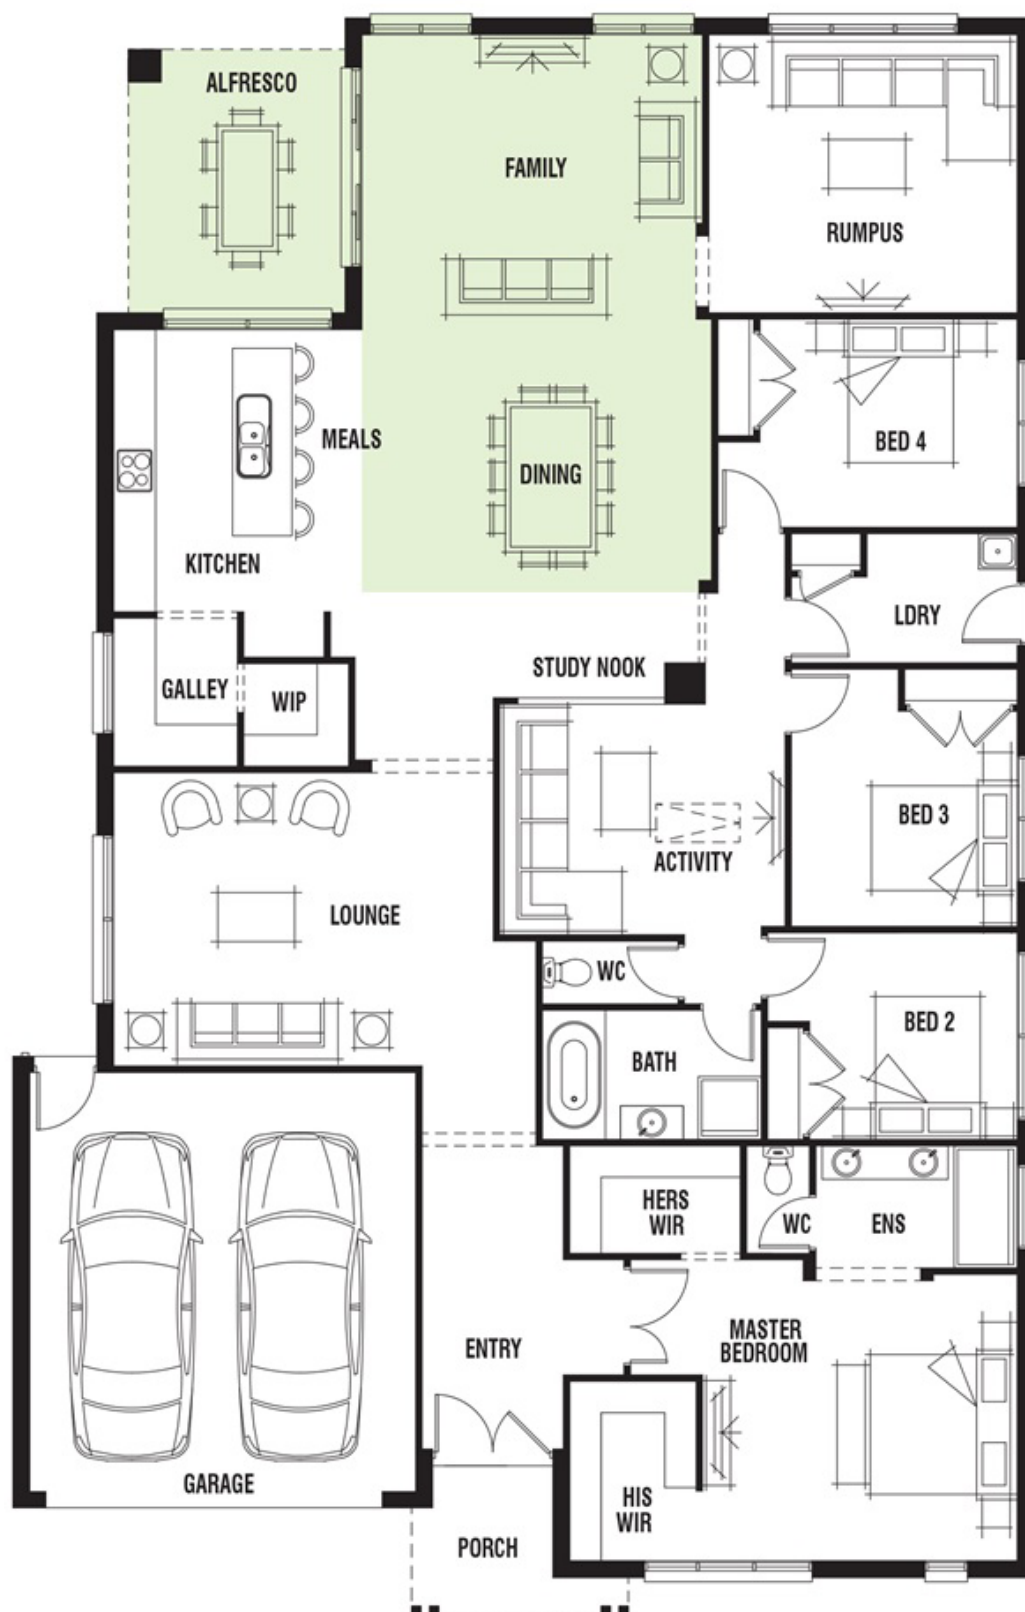 ALFRESCO
FAMILY
RUMPUS
MEALS
BED 4
DINING
KITCHEN
LDRY
STUDY NOOK
GALLEY
WIP
BED 3
ACTIVITY
LOUNGE
WC
BED 2
BATH
HERS
WIR
WC
ENS
MASTER
BEDROOM
ENTRY
GARAGE
HIS
WIR
PORCH